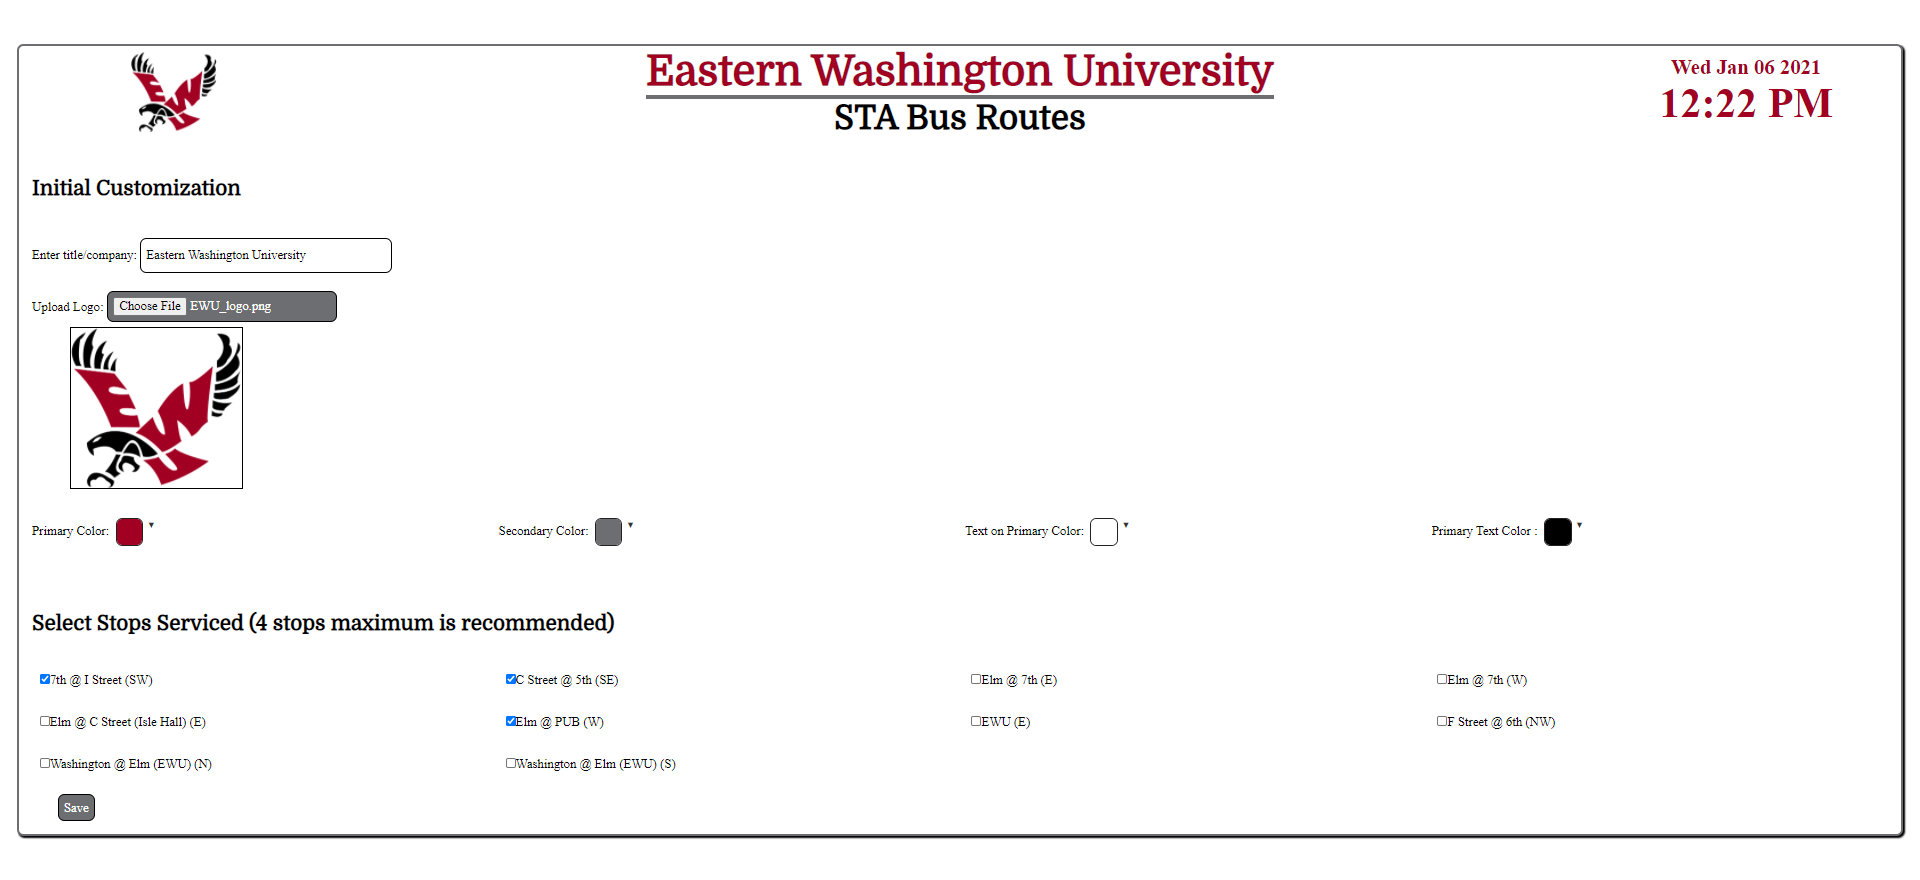 EWU
Eastern Washington University
STA Bus Routes
Wed Jan 06 2021
12:22 PM
Initial Customization
Enter title/company: Eastern Washington University
Upload Logo: Choose File EWU_logo.png
EWU
Primary Color: Secondary Color: Text on Primary Color: Primary Text Color :
Select Stops Serviced (4 stops maximum is recommended)
7th @ I Street (SW) C Street @ 5th (SE) Elm @ 7th (E) Elm @ 7th (W)
Elm @ C Street (Isle Hall) (E) Elm @ PUB (W) EWU (E) F Street @ 6th (NW)
Washington @ Elm (EWU) (N) Washington @ Elm (EWU) (S)
Save